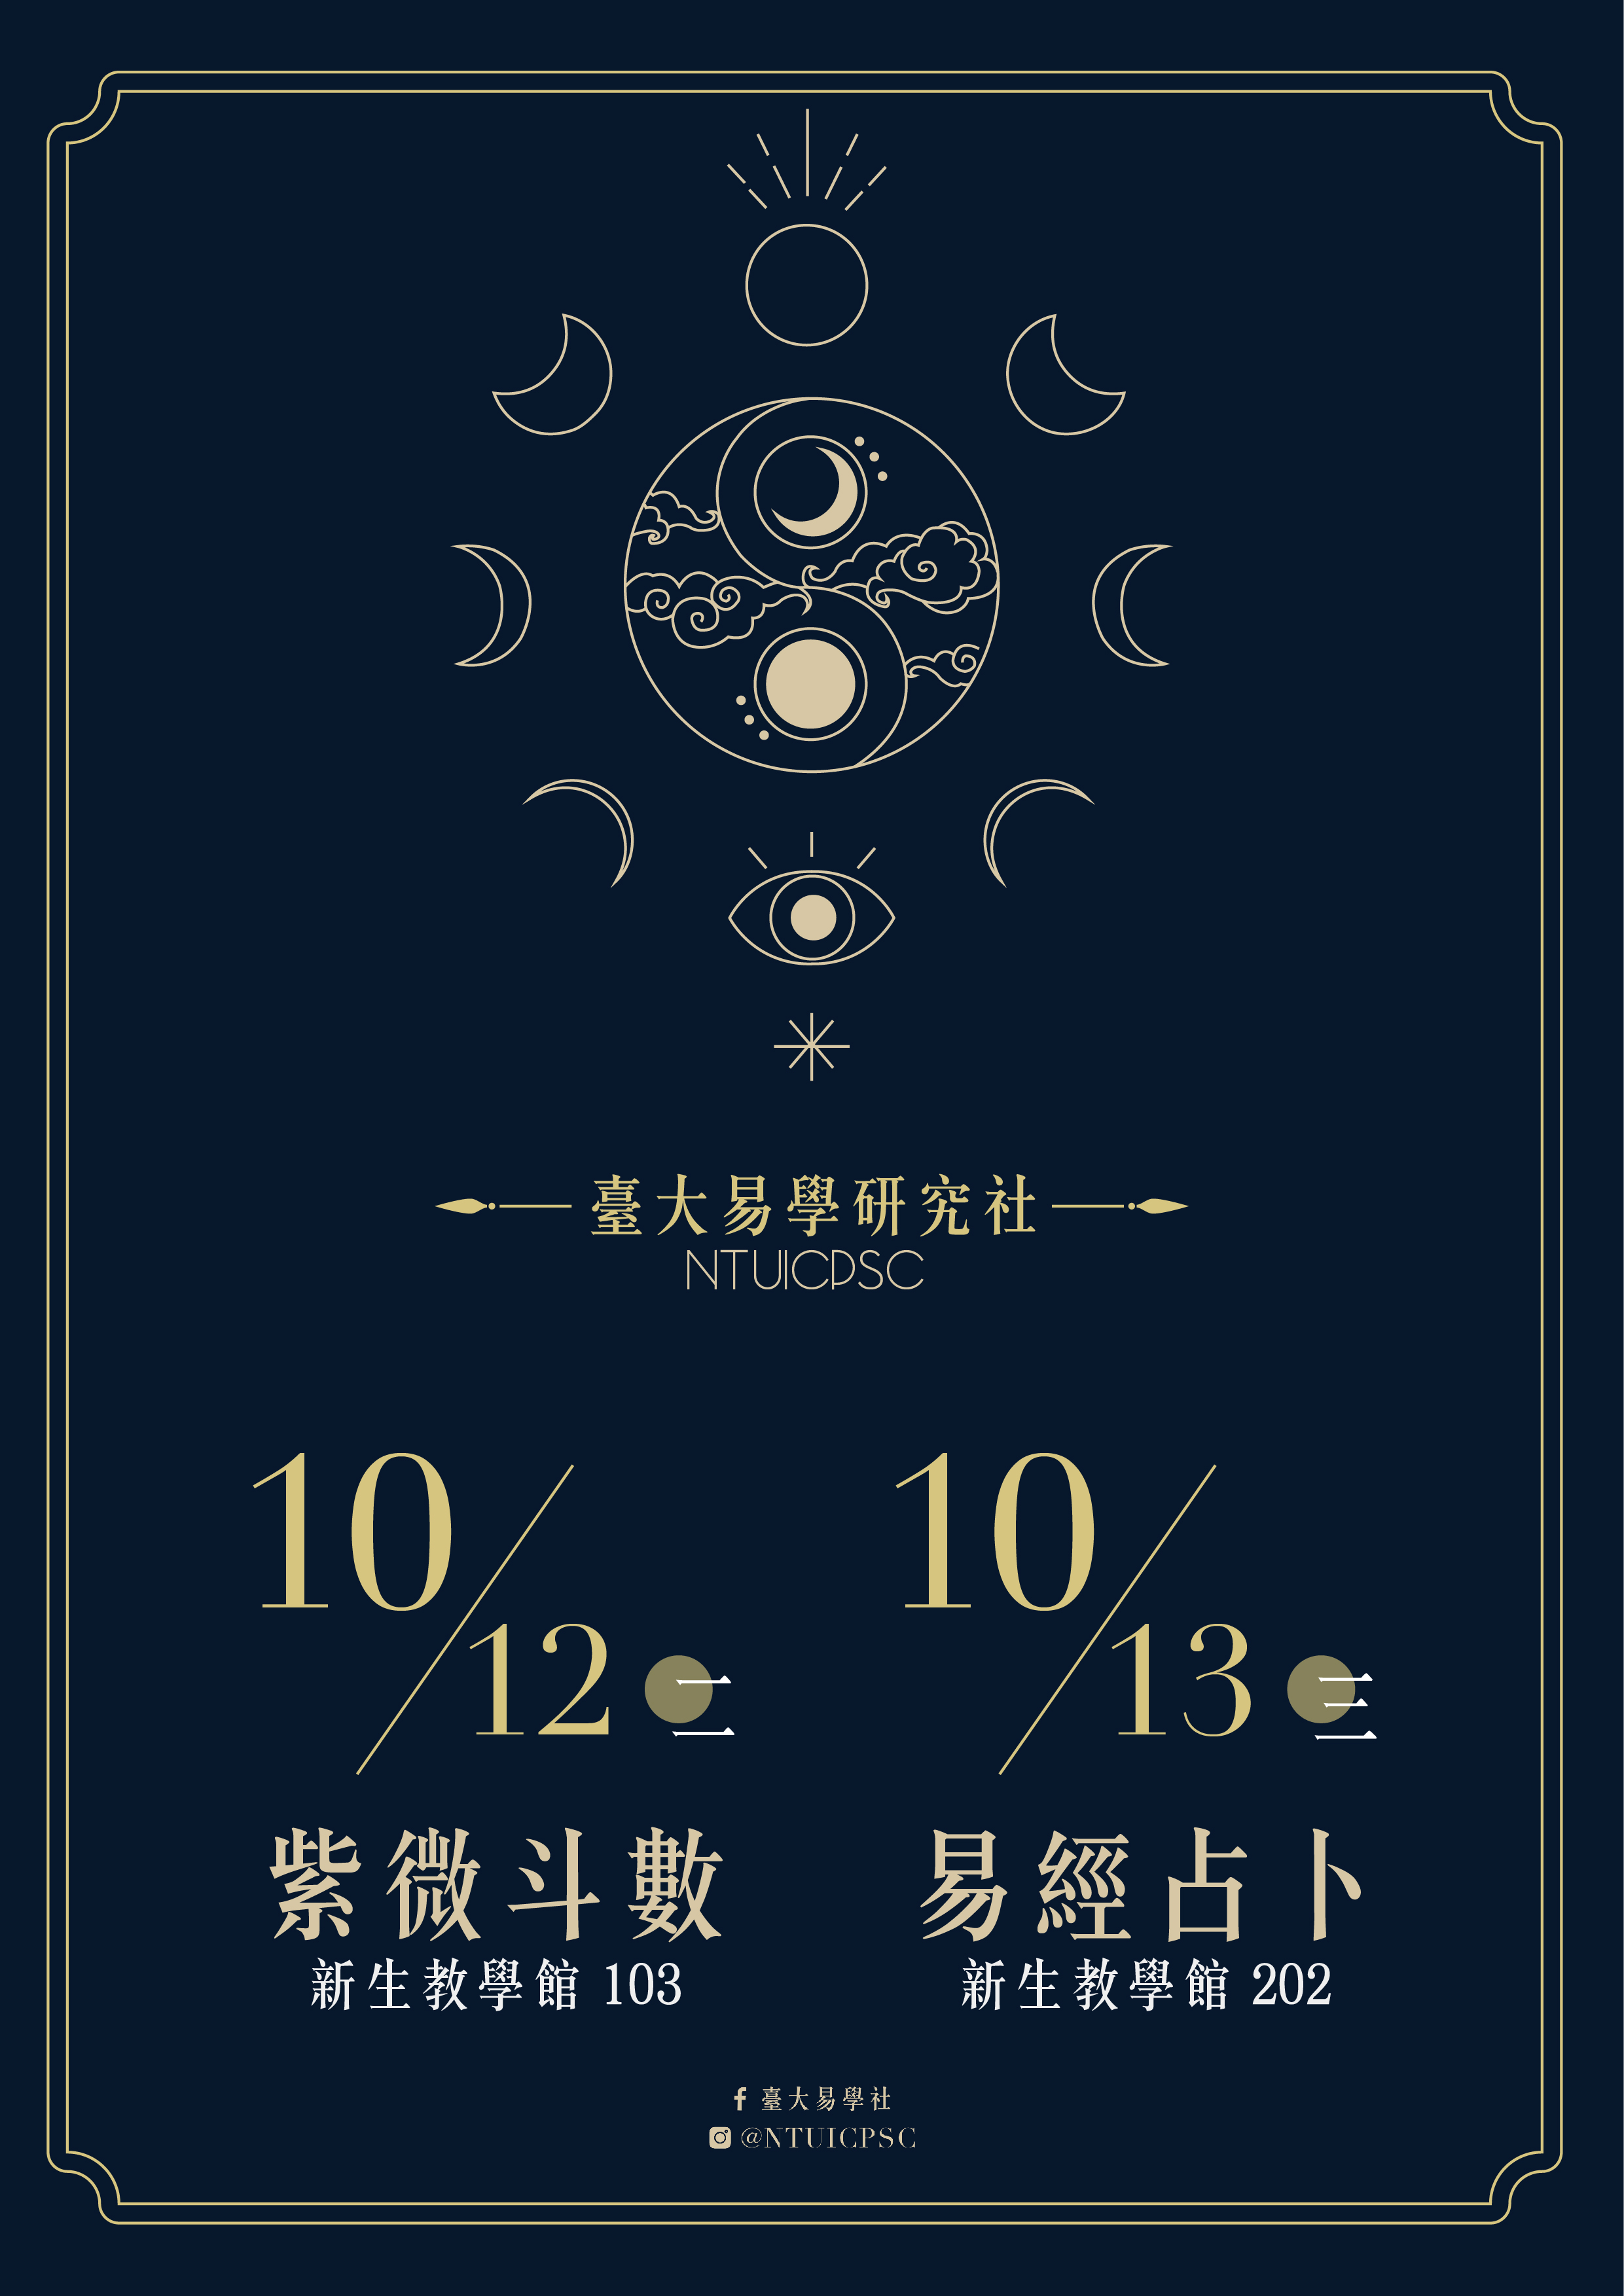 臺大易學研究社
NTUICPSC
10/12 二
紫微斗數
新生教學館 103
10/13 三
易經占卜
新生教學館 202
臺大易學社
@NTUICPSC